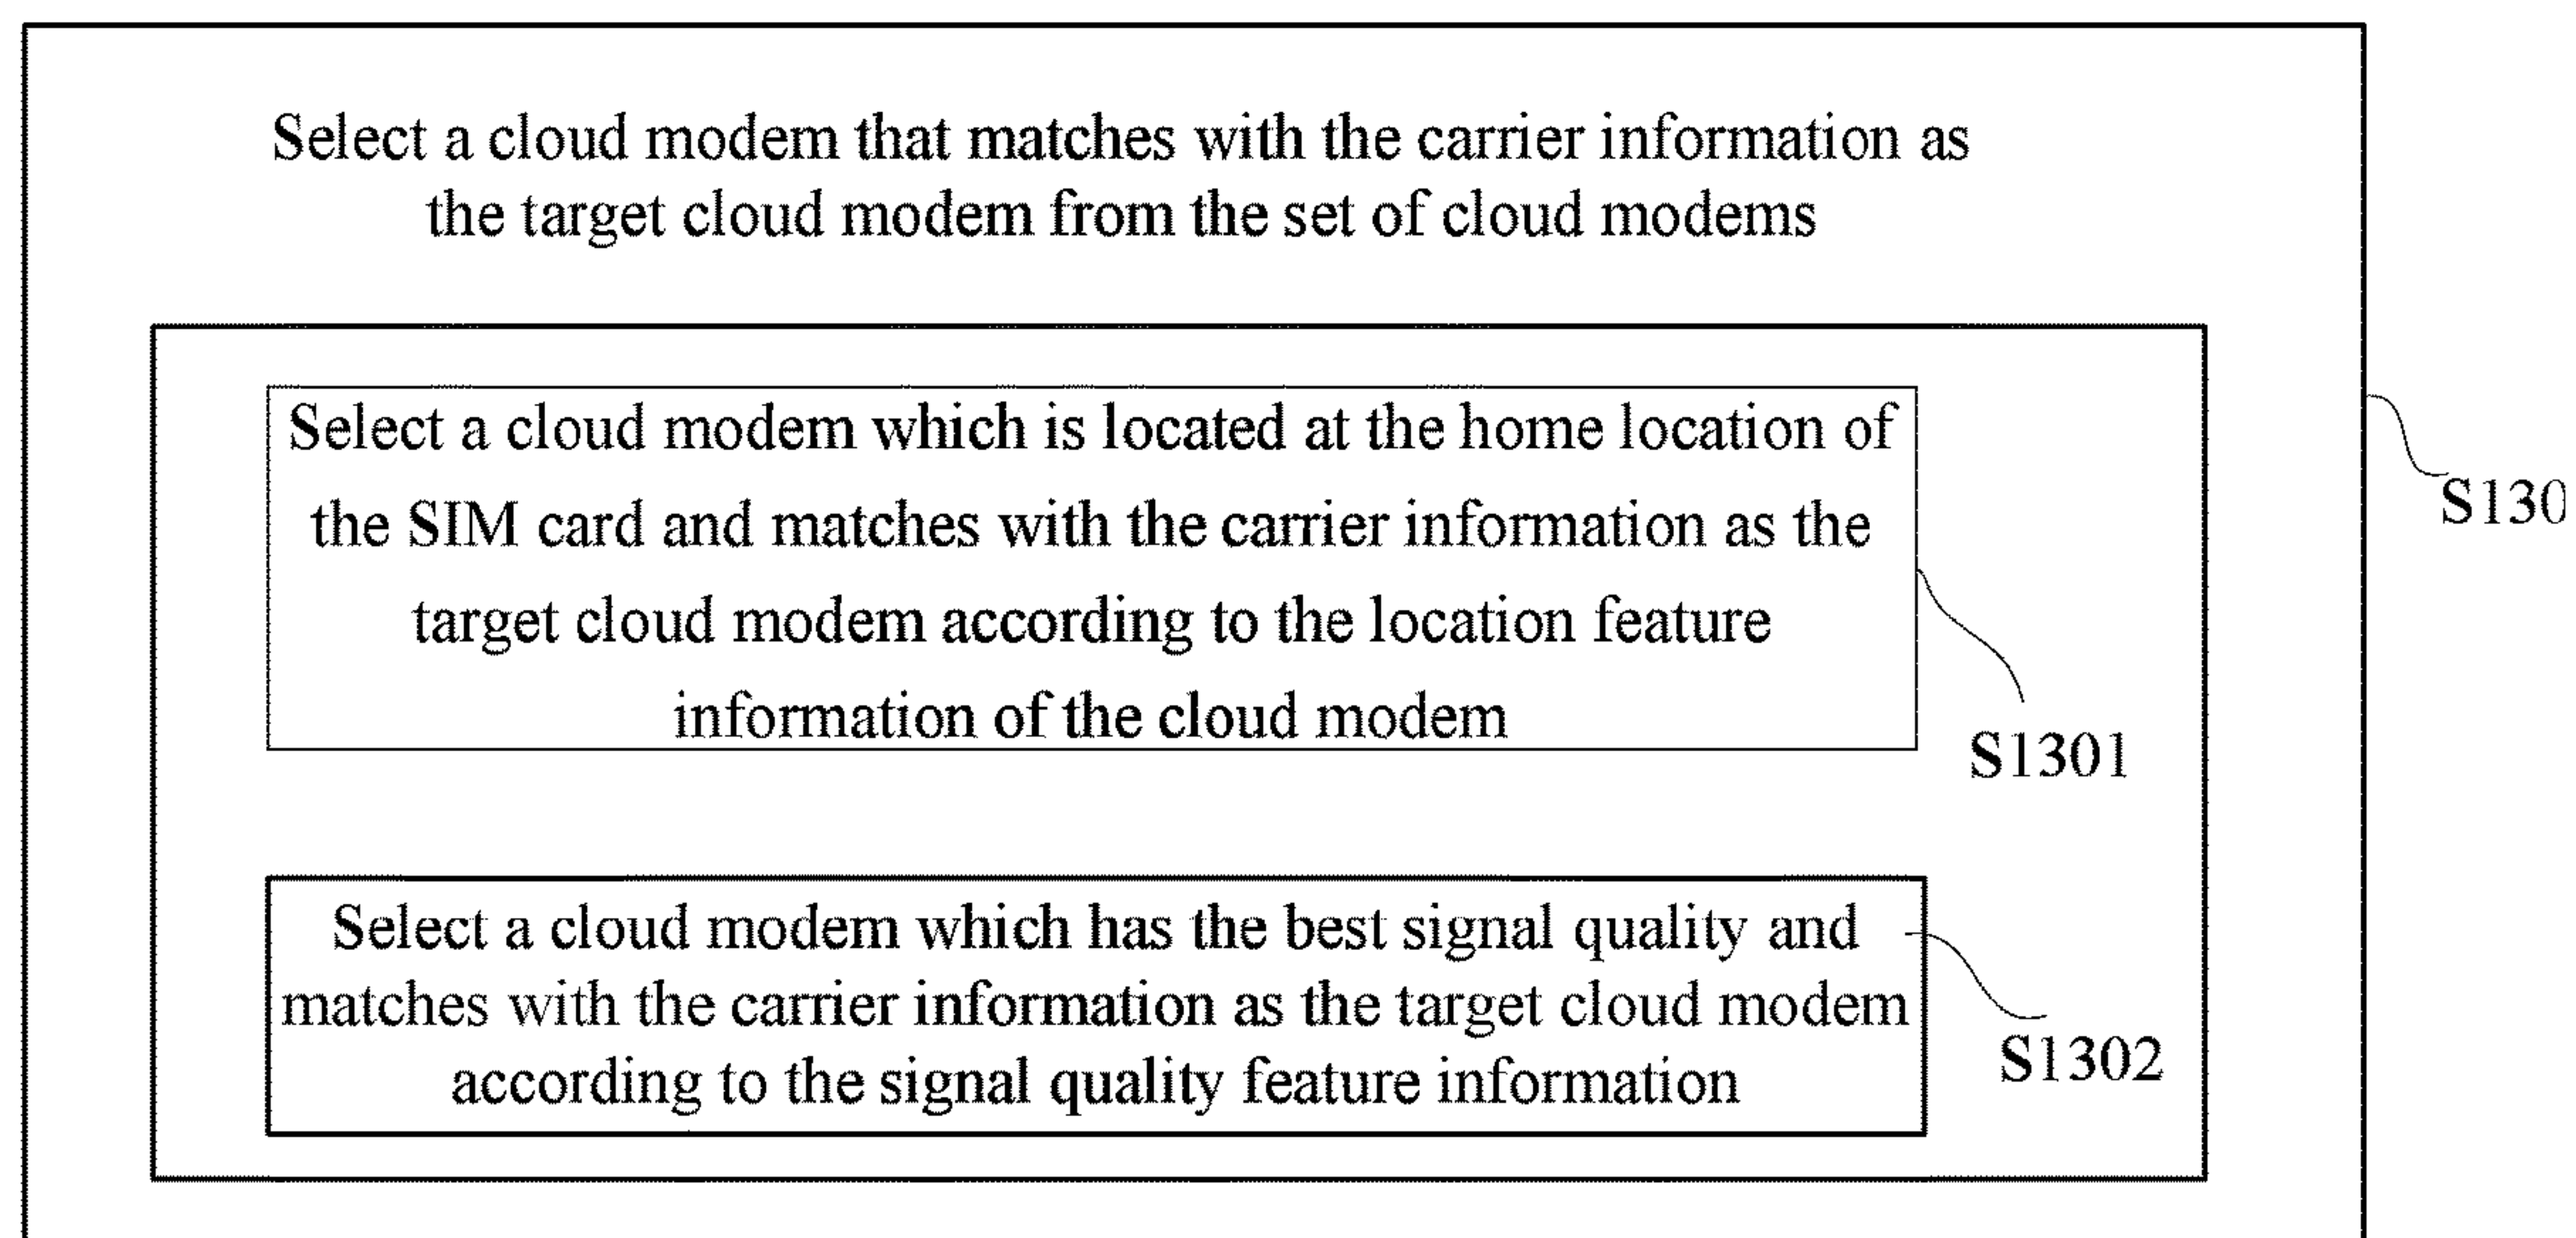 Select a cloud modem that matches with the carrier information as
the target cloud modem from the set of cloud modems
Select a cloud modem which is located at the home location of
the SIM card and matches with the carrier information as the
target cloud modem according to the location feature
information of the cloud modem
S130
S1301
Select a cloud modem which has the best signal quality and
matches with the carrier information as the target cloud modem
according to the signal quality feature information
S1302